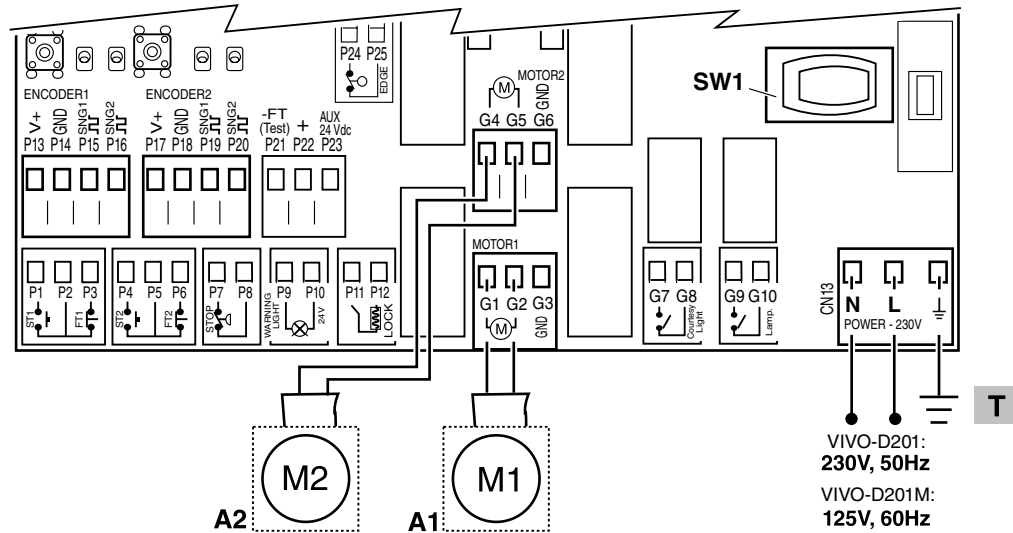 P24 P25
EDGE
SW1
MOTOR2
M
GND
G4 G5 G6
ENCODER1
V+ GND SNG1 SNG2
P13 P14 P15 P16
ENCODER2
V+ GND SNG1 SNG2
P17 P18 P19 P20
-FT
(Test)
+
AUX
24 Vdc
P21 P22 P23
MOTOR1
G1 G2 G3
M
GND
P1 P2 P3
ST1
FT1
P4 P5 P6
ST2
FT2
P7 P8
STOP
P9 P10
WARNING
LIGHT
24V
P11 P12
LOCK
G7 G8
Courtesy
Light
G9 G10
Lamp.
CN13
N L
POWER - 230V
T
M2
A2
M1
A1
VIVO-D201:
230V, 50Hz
VIVO-D201M:
125V, 60Hz